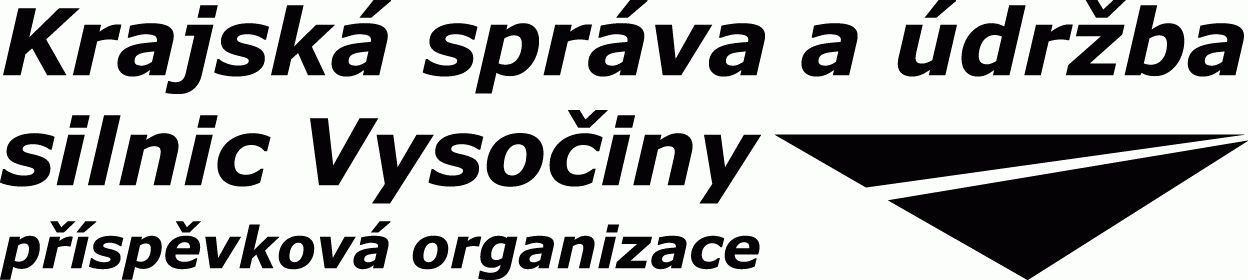 Krajská správa a údržba
silnic Vysočiny
příspěvková organizace